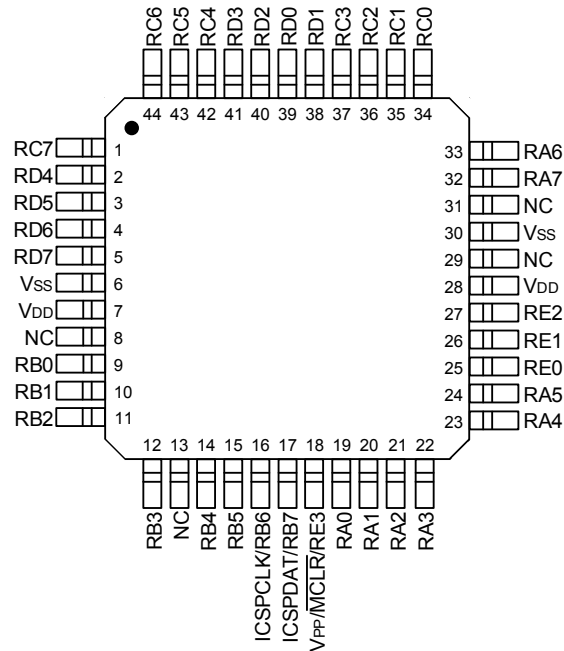 RC6 RC5 RC4 RD3 RD2 RD0 RD1 RC3 RC2 RC1 RC0
44 43 42 41 40 39 38 37 36 35 34
RC7 1
RD4 2
RD5 3
RD6 4
RD7 5
VSS 6
VDD 7
NC 8
RB0 9
RB1 10
RB2 11
33 RA6
32 RA7
31 NC
30 VSS
29 NC
28 VDD
27 RE2
26 RE1
25 RE0
24 RA5
23 RA4
12 13 14 15 16 17 18 19 20 21 22
RB3 NC RB4 RB5 ICSPCLK/RB6 ICSPDAT/RB7 VPP/MCLR/RE3 RA0 RA1 RA2 RA3